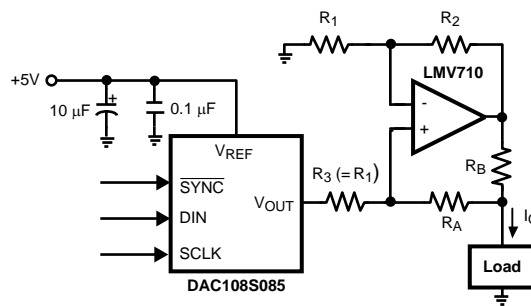 R1
R2
LMV710
+5V
10 µF
+
0.1 µF
-
+
VREF
RB
R3 (= R1)
SYNC
VOUT
DIN
RA
SCLK
Load
DAC108S085